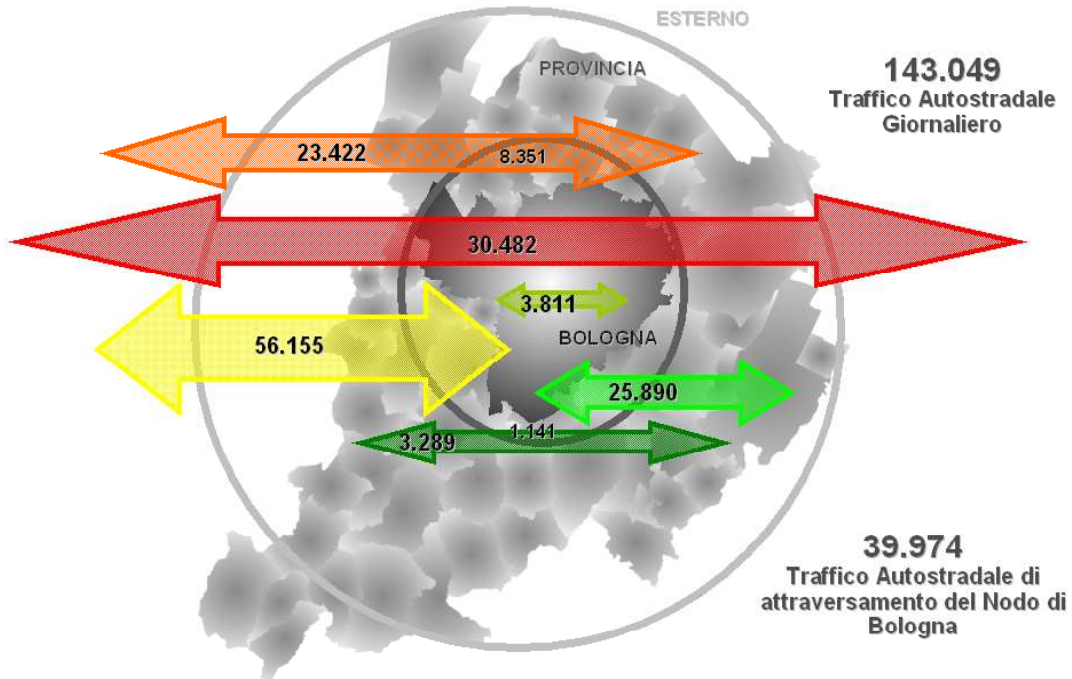 ESTERNO
PROVINCIA
143.049
Traffico Autostradale
Giornaliero
23.422
8.351
30.482
3.811
BOLOGNA
56.155
25.890
1.141
3.289
39.974
Traffico Autostradale di
attraversamento del Nodo di
Bologna